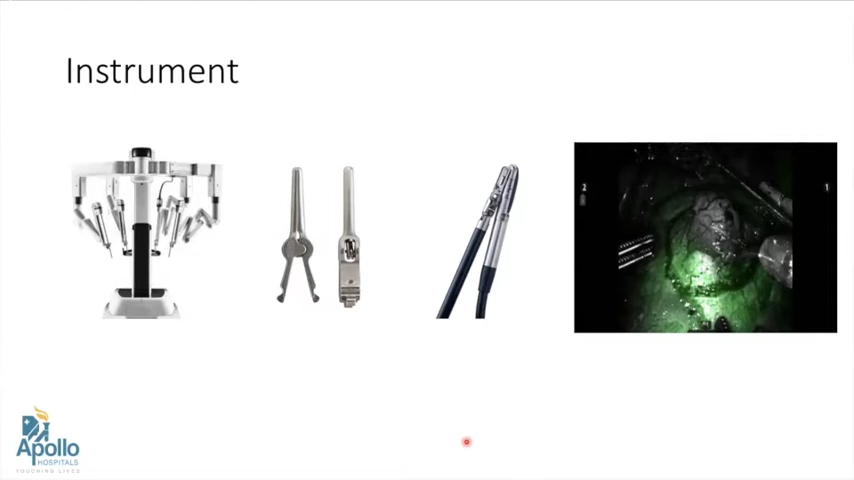 Instrument
2
1
Apollo
HOSPITALS
TOUCHING LIVES